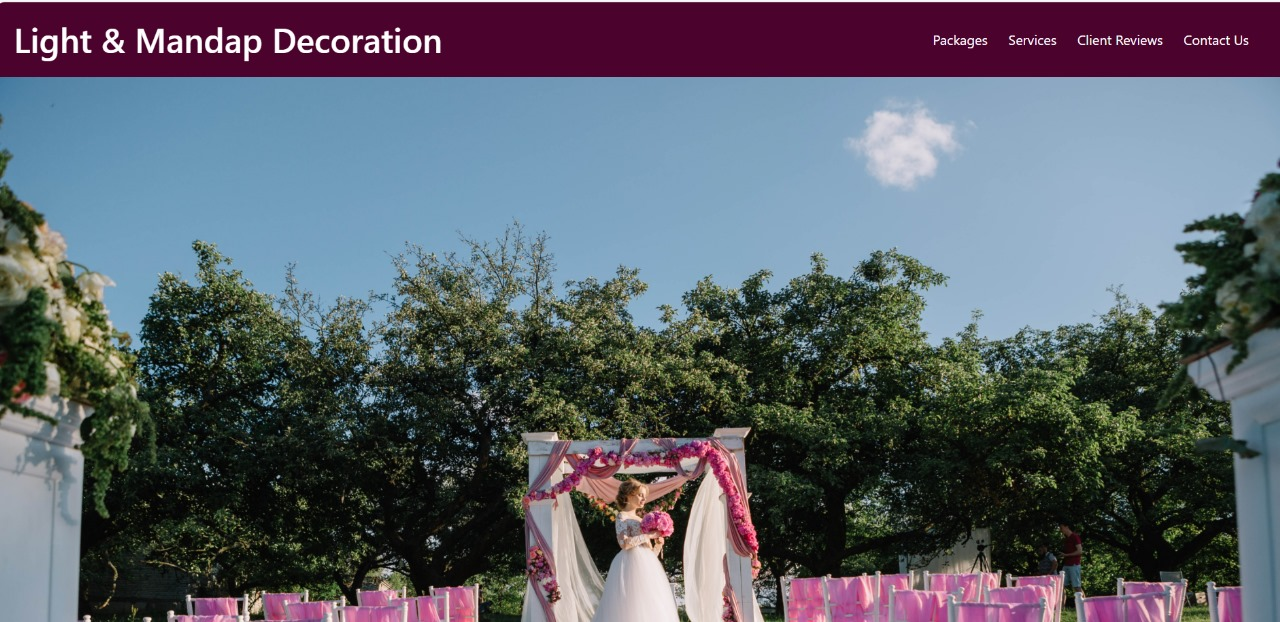 Light & Mandap Decoration
Packages Services Client Reviews Contact Us